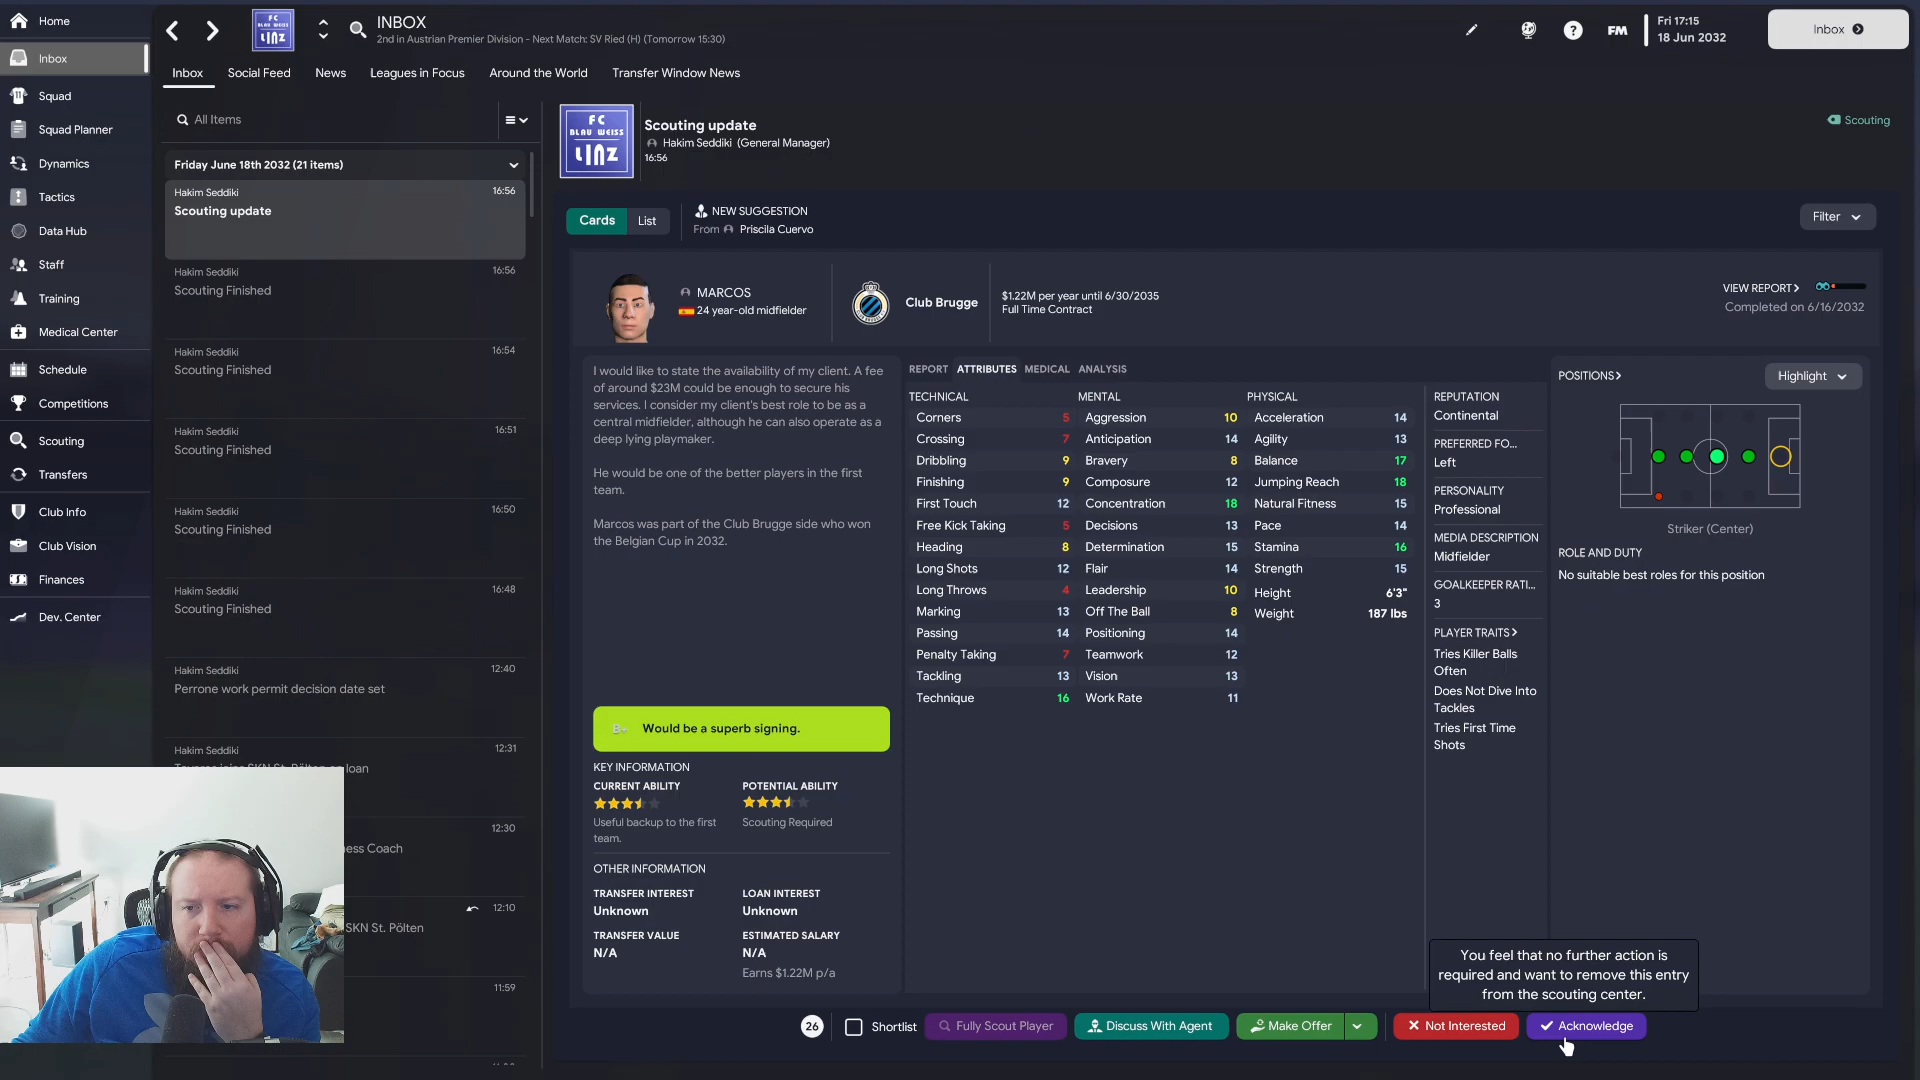 Home
Inbox
Squad
Squad Planner
Dynamics
Tactics
Data Hub
Staff
Training
Medical Center
Schedule
Competitions
Scouting
Transfers
Club Info
Club Vision
Finances
Dev. Center
FC
BLAU WEISS
LINZ
INBOX
2nd in Austrian Premier Division - Next Match: SV Ried (H) (Tomorrow 15:30)
FM
Fri 17:15
18 Jun 2032
Inbox
Inbox
Social Feed
News
Leagues in Focus
Around the World
Transfer Window News
All Items
Friday June 18th 2032 (21 items)
Hakim Seddiki 16:56
Scouting update
Hakim Seddiki 16:56
Scouting Finished
Hakim Seddiki 16:54
Scouting Finished
Hakim Seddiki 16:51
Scouting Finished
Hakim Seddiki 16:50
Scouting Finished
Hakim Seddiki 16:48
Scouting Finished
Hakim Seddiki 12:40
Perrone work permit decision date set
Hakim Seddiki 12:31
joins SKN St. Pölten on loan
12:30
ness Coach
12:10
SKN St. Pölten
11:59
FC
BLAU WEISS
LINZ
Scouting update
Hakim Seddiki (General Manager)
16:56
Scouting
Cards
List
NEW SUGGESTION
From Priscila Cuervo
Filter
MARCOS
24 year-old midfielder
Club Brugge
$1.22M per year until 6/30/2035
Full Time Contract
VIEW REPORT>
Completed on 6/16/2032
I would like to state the availability of my client. A fee
of around $23M could be enough to secure his
services. I consider my client's best role to be as a
central midfielder, although he can also operate as a
deep lying playmaker.
He would be one of the better players in the first
team.
Marcos was part of the Club Brugge side who won
the Belgian Cup in 2032.
B+ Would be a superb signing.
KEY INFORMATION
CURRENT ABILITY
Useful backup to the first
team.
POTENTIAL ABILITY
Scouting Required
OTHER INFORMATION
TRANSFER INTEREST
Unknown
LOAN INTEREST
Unknown
TRANSFER VALUE
N/A
ESTIMATED SALARY
N/A
Earns $1.22M p/a
REPORT ATTRIBUTES MEDICAL ANALYSIS
TECHNICAL
Corners 5
Crossing 7
Dribbling 9
Finishing 9
First Touch 12
Free Kick Taking 5
Heading 8
Long Shots 12
Long Throws 4
Marking 13
Passing 14
Penalty Taking 7
Tackling 13
Technique 16
MENTAL
Aggression 10
Anticipation 14
Bravery 8
Composure 12
Concentration 18
Decisions 13
Determination 15
Flair 14
Leadership 10
Off The Ball 8
Positioning 14
Teamwork 12
Vision 13
Work Rate 11
PHYSICAL
Acceleration 14
Agility 13
Balance 17
Jumping Reach 18
Natural Fitness 15
Pace 14
Stamina 16
Strength 15
Height 6'3"
Weight 187 lbs
REPUTATION
Continental
PREFERRED FO...
Left
PERSONALITY
Professional
MEDIA DESCRIPTION
Midfielder
GOALKEEPER RATI...
3
PLAYER TRAITS>
Tries Killer Balls
Often
Does Not Dive Into
Tackles
Tries First Time
Shots
POSITIONS>
Highlight
Striker (Center)
ROLE AND DUTY
No suitable best roles for this position
You feel that no further action is
required and want to remove this entry
from the scouting center.
26
Shortlist
Fully Scout Player
Discuss With Agent
Make Offer
Not Interested
Acknowledge